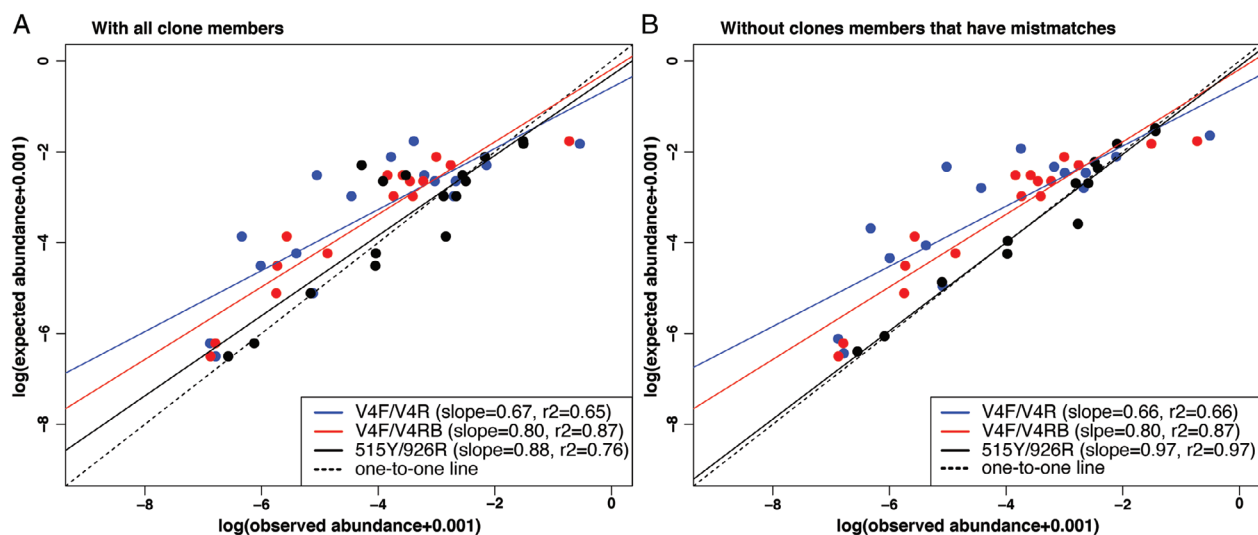 A
With all clone members
0
-2
-4
-6
-8
log(expected abundance+0.001)
V4F/V4R (slope=0.67, r2=0.65)
V4F/V4RB (slope=0.80, r2=0.87)
515Y/926R (slope=0.88, r2=0.76)
one-to-one line
-8 -6 -4 -2 0
log(observed abundance+0.001)
B
Without clones members that have mistmatches
0
-2
-4
-6
-8
log(expected abundance+0.001)
V4F/V4R (slope=0.66, r2=0.66)
V4F/V4RB (slope=0.80, r2=0.87)
515Y/926R (slope=0.97, r2=0.97)
one-to-one line
-8 -6 -4 -2 0
log(observed abundance+0.001)